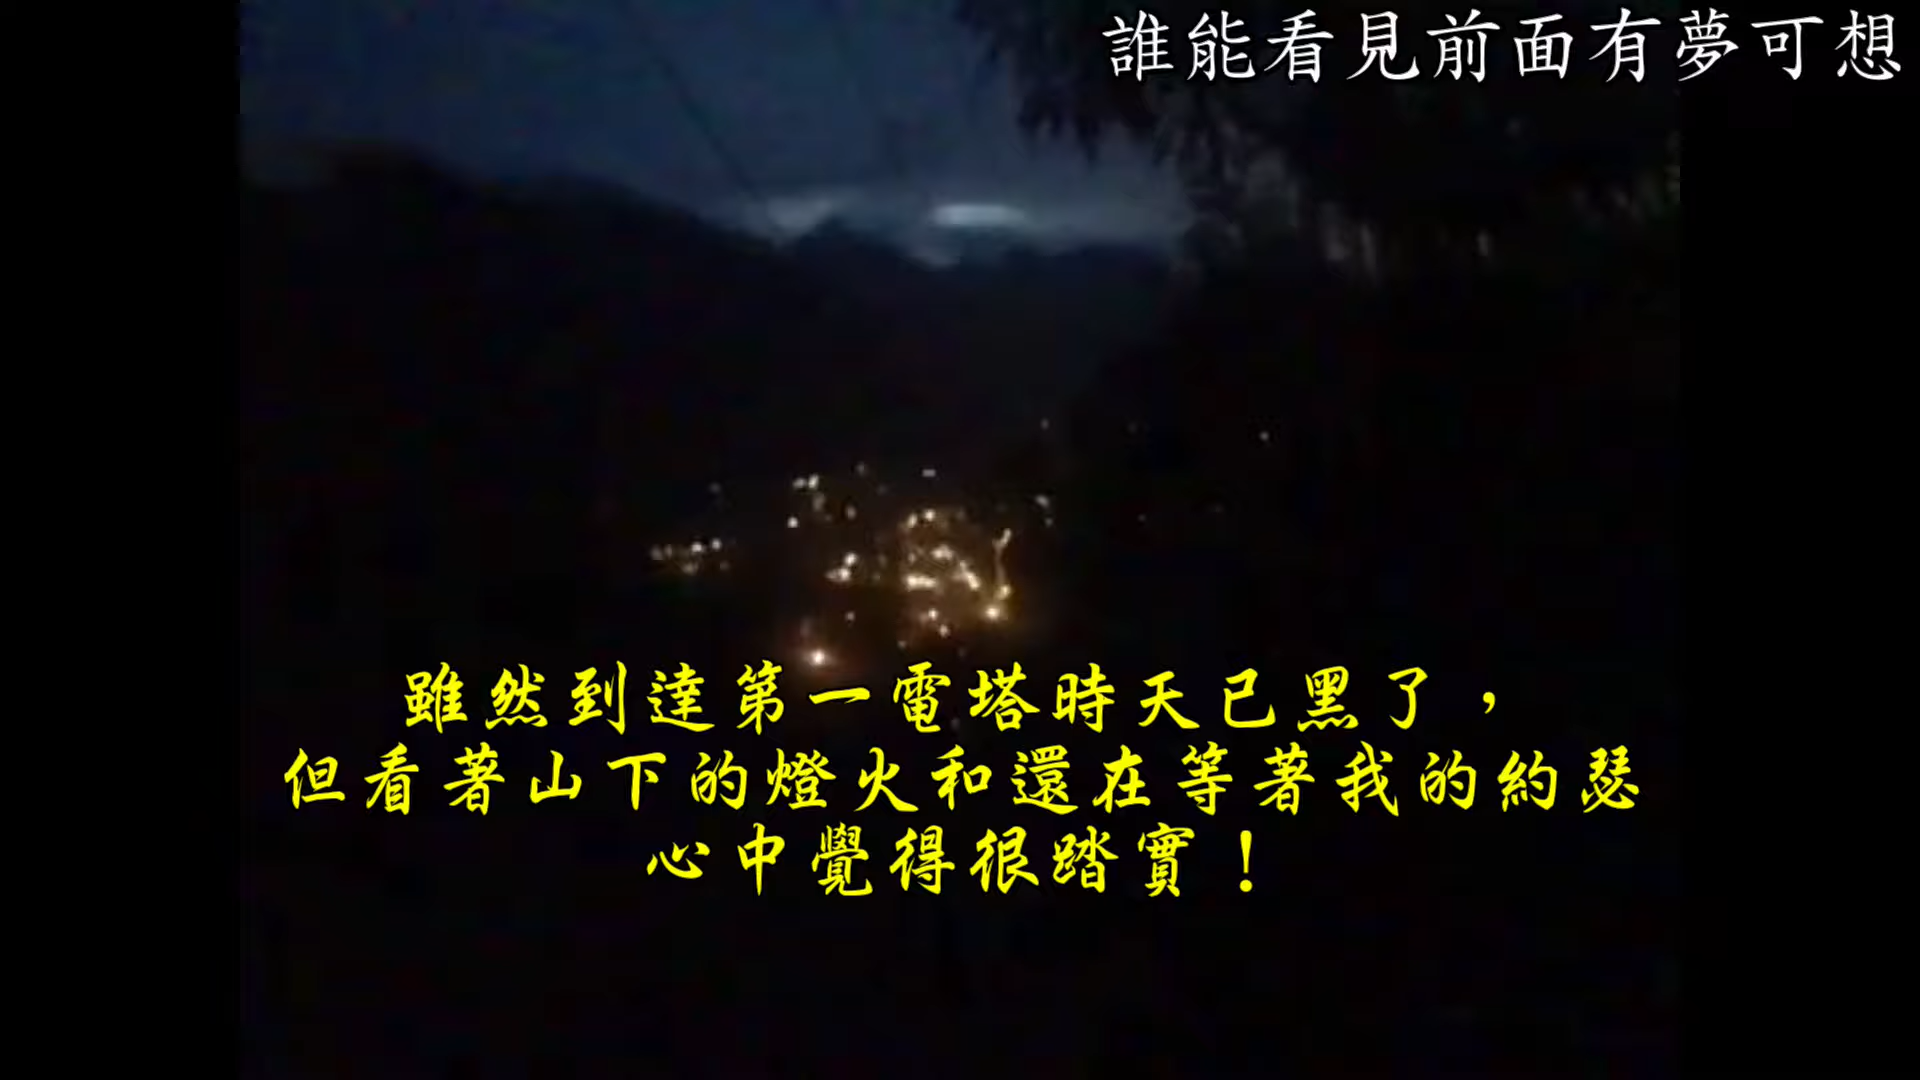 誰能看見前面有夢可想
雖然到達第一電塔時天已黑了，
但看著山下的燈火和還在等著我的約瑟
心中覺得很踏實！